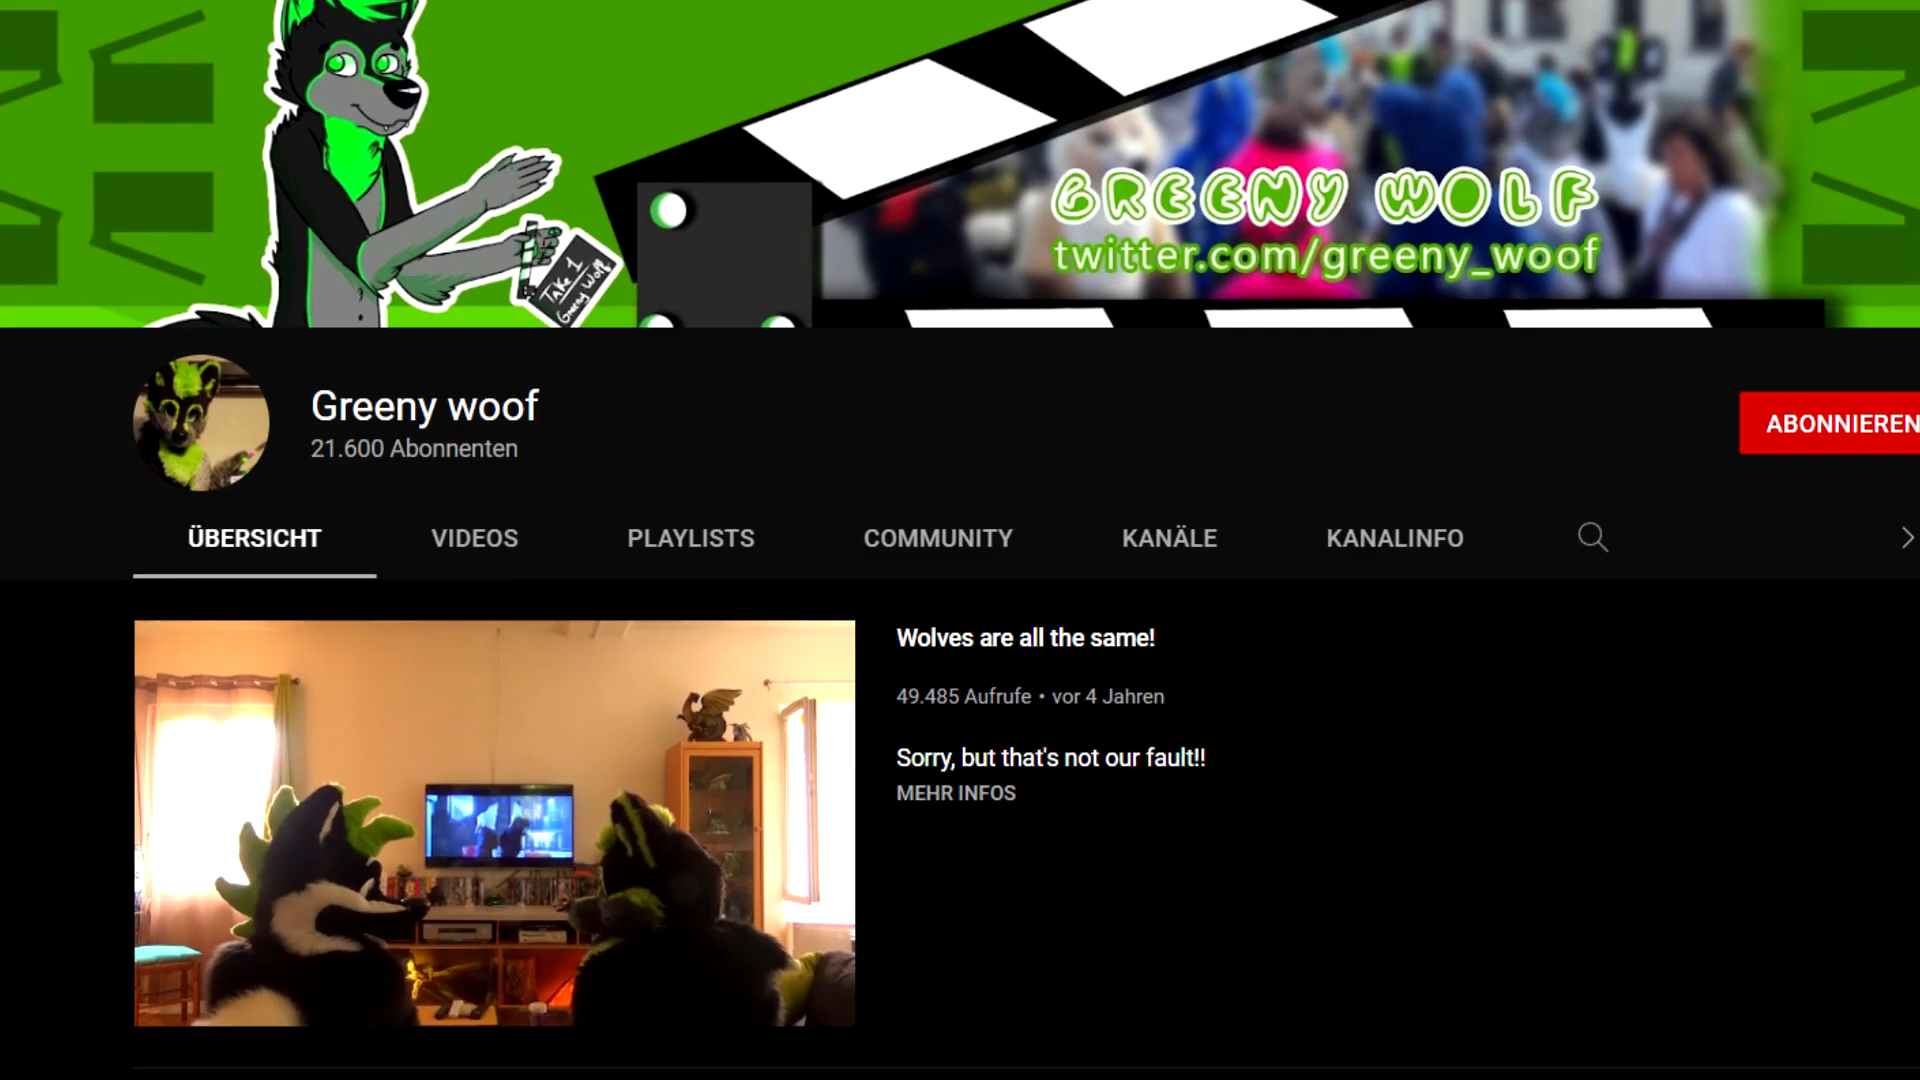 GREENY WOLF
twitter.com/greeny_woof
Take 1
Greeny Wolf
Greeny woof
21.600 Abonnenten
ABONNIEREN
ÜBERSICHT
VIDEOS
PLAYLISTS
COMMUNITY
KANÄLE
KANALINFO
Wolves are all the same!
49.485 Aufrufe • vor 4 Jahren
Sorry, but that's not our fault!!
MEHR INFOS